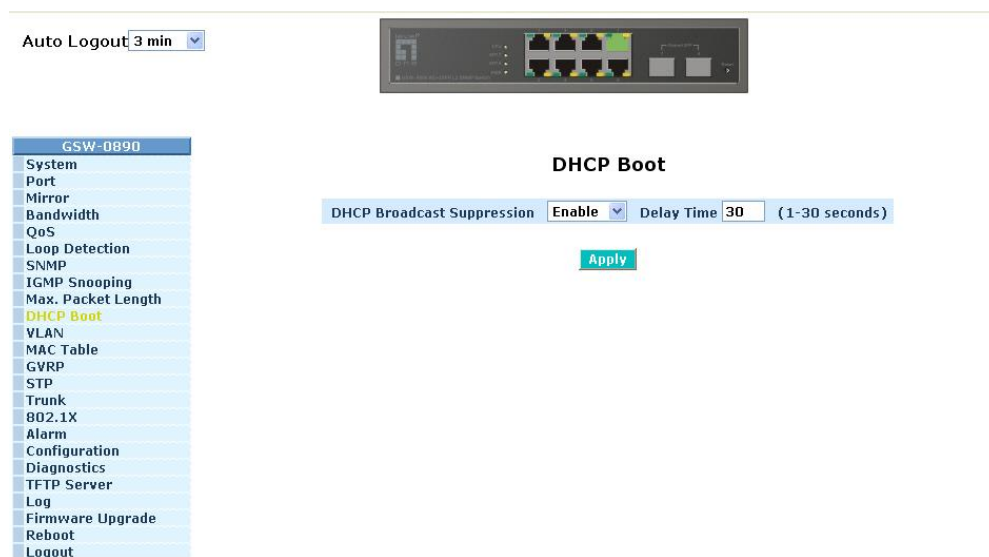 Auto Logout 3 min
GSW-0890
System
Port
Mirror
Bandwidth
QoS
Loop Detection
SNMP
IGMP Snooping
Max. Packet Length
DHCP Boot
VLAN
MAC Table
GVRP
STP
Trunk
802.1X
Alarm
Configuration
Diagnostics
TFTP Server
Log
Firmware Upgrade
Reboot
Logout
DHCP Boot
DHCP Broadcast Suppression Enable Delay Time 30 (1-30 seconds)
Apply